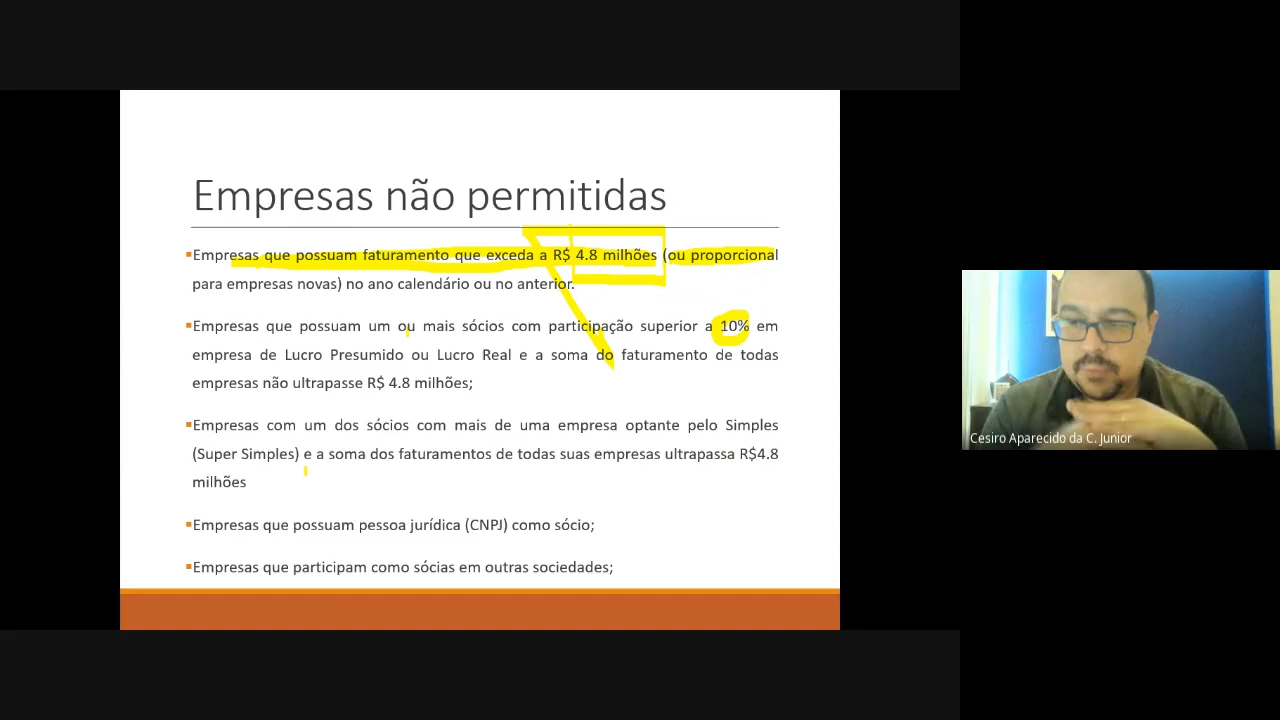 Empresas não permitidas
▪Empresas que possuam faturamento que exceda a R$ 4.8 milhões (ou proporcional
para empresas novas) no ano calendário ou no anterior.
▪Empresas que possuam um ou mais sócios com participação superior a 10% em
empresa de Lucro Presumido ou Lucro Real e a soma do faturamento de todas
empresas não ultrapasse R$ 4.8 milhões;
▪Empresas com um dos sócios com mais de uma empresa optante pelo Simples
(Super Simples) e a soma dos faturamentos de todas suas empresas ultrapassa R$4.8
milhões
▪Empresas que possuam pessoa jurídica (CNPJ) como sócio;
▪Empresas que participam como sócias em outras sociedades;
Cesiro Aparecido da C. Junior